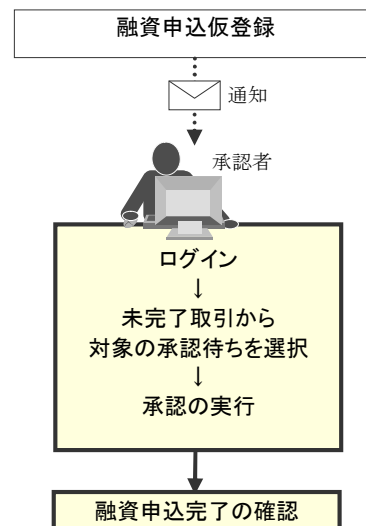 融資申込仮登録
通知
承認者
ログイン
↓
未完了取引から
対象の承認待ちを選択
↓
承認の実行
融資申込完了の確認